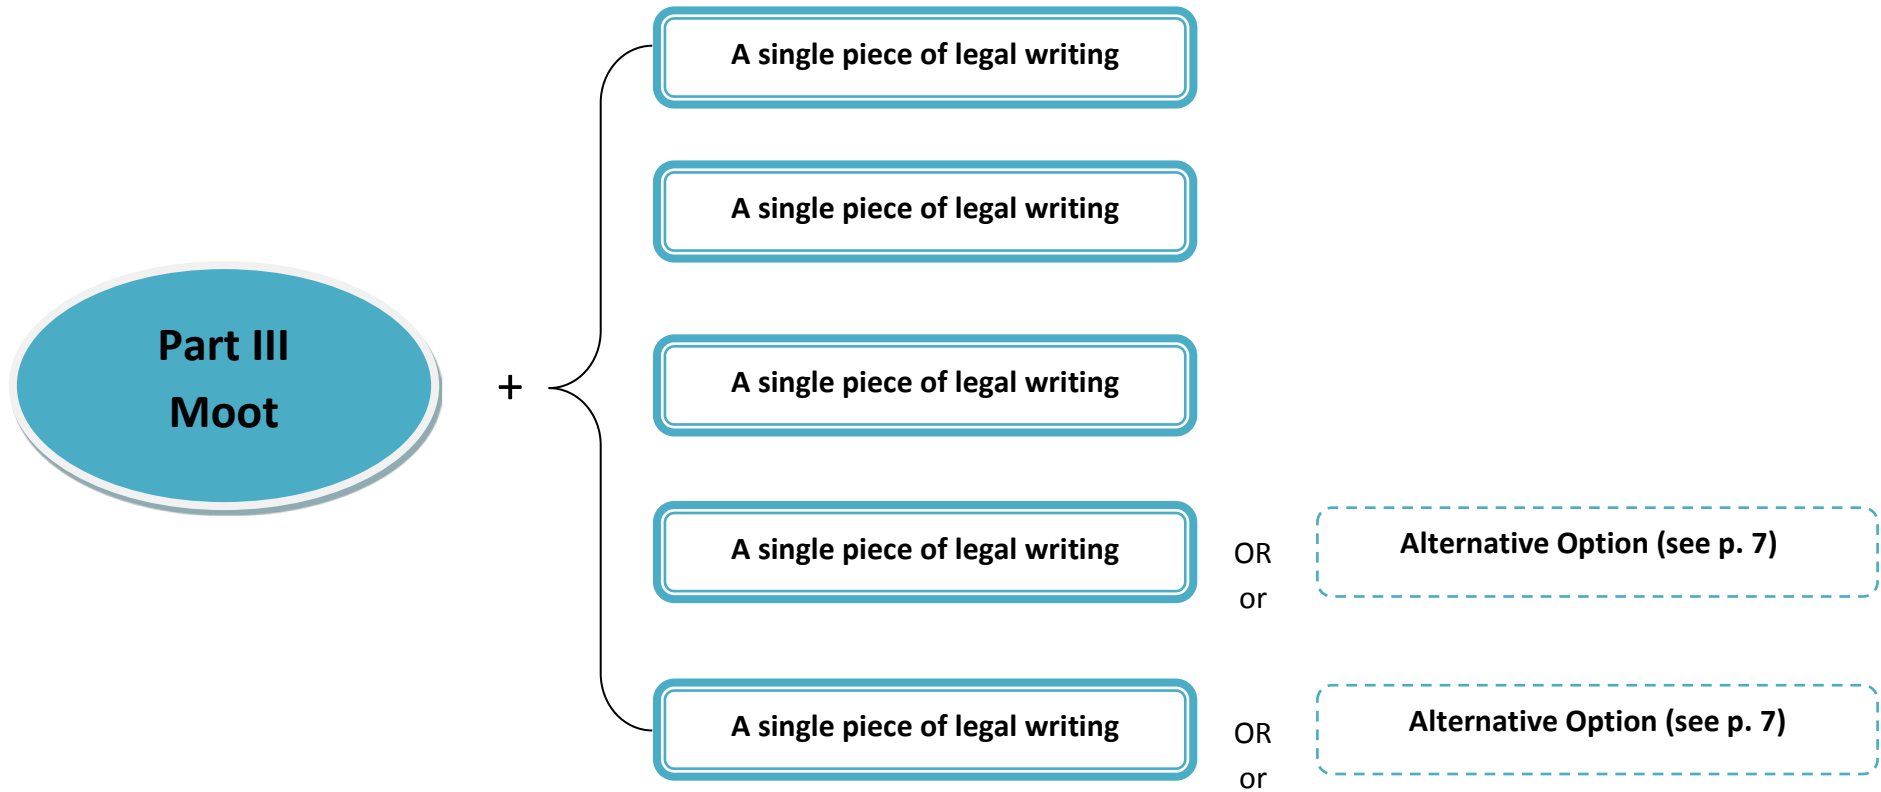 A single piece of legal writing
A single piece of legal writing
Part III
Moot
+
A single piece of legal writing
A single piece of legal writing
OR
or
Alternative Option (see p. 7)
A single piece of legal writing
OR
or
Alternative Option (see p. 7)